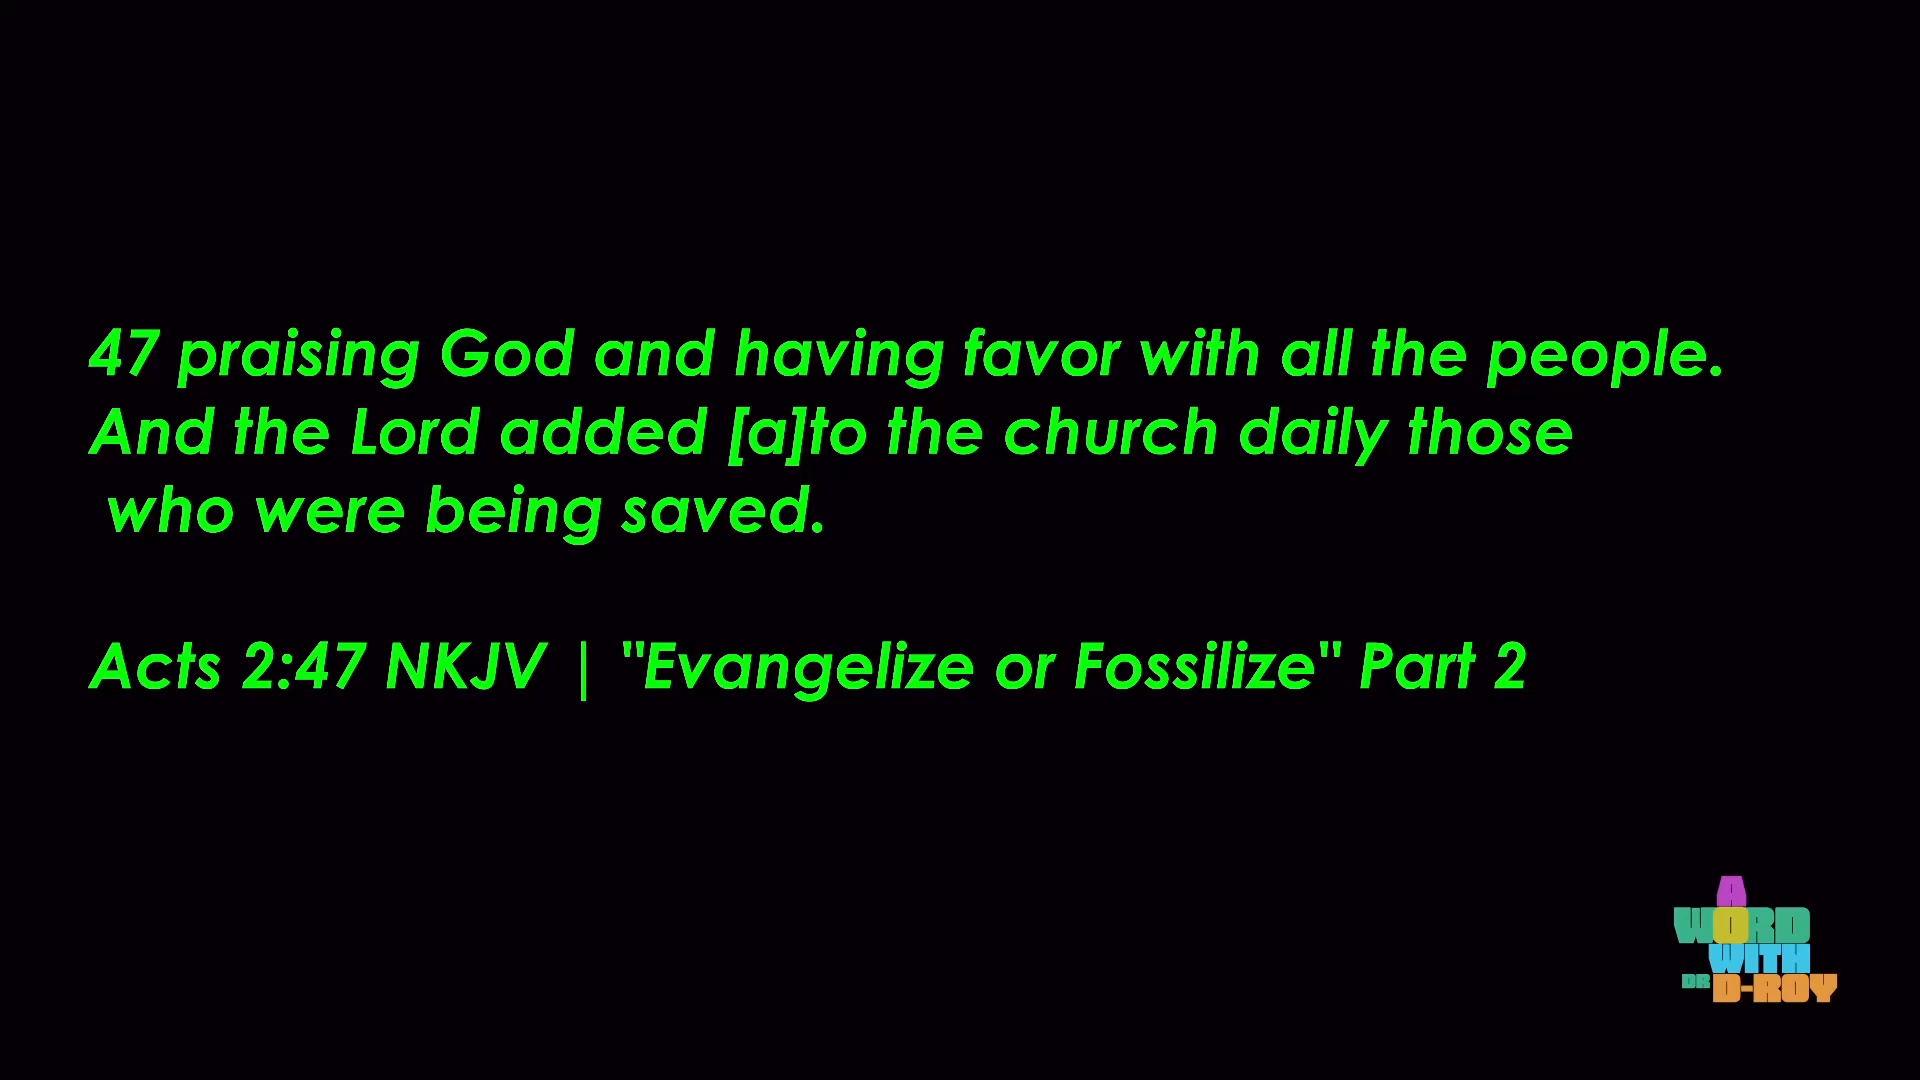 47 praising God and having favor with all the people.
And the Lord added [a]to the church daily those
who were being saved.
Acts 2:47 NKJV | "Evangelize or Fossilize" Part 2
A
WORD
WITH
DR D-ROY